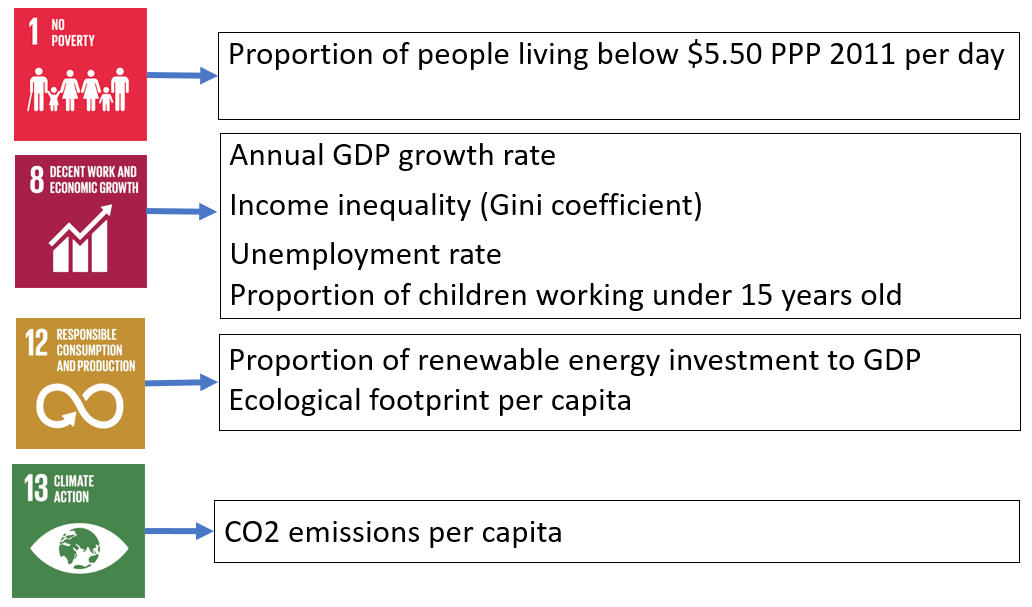 1 NO
POVERTY
Proportion of people living below $5.50 PPP 2011 per day
8 DECENT WORK AND
ECONOMIC GROWTH
Annual GDP growth rate
Income inequality (Gini coefficient)
Unemployment rate
Proportion of children working under 15 years old
12 RESPONSIBLE
CONSUMPTION
AND PRODUCTION
Proportion of renewable energy investment to GDP
Ecological footprint per capita
13 CLIMATE
ACTION
CO2 emissions per capita